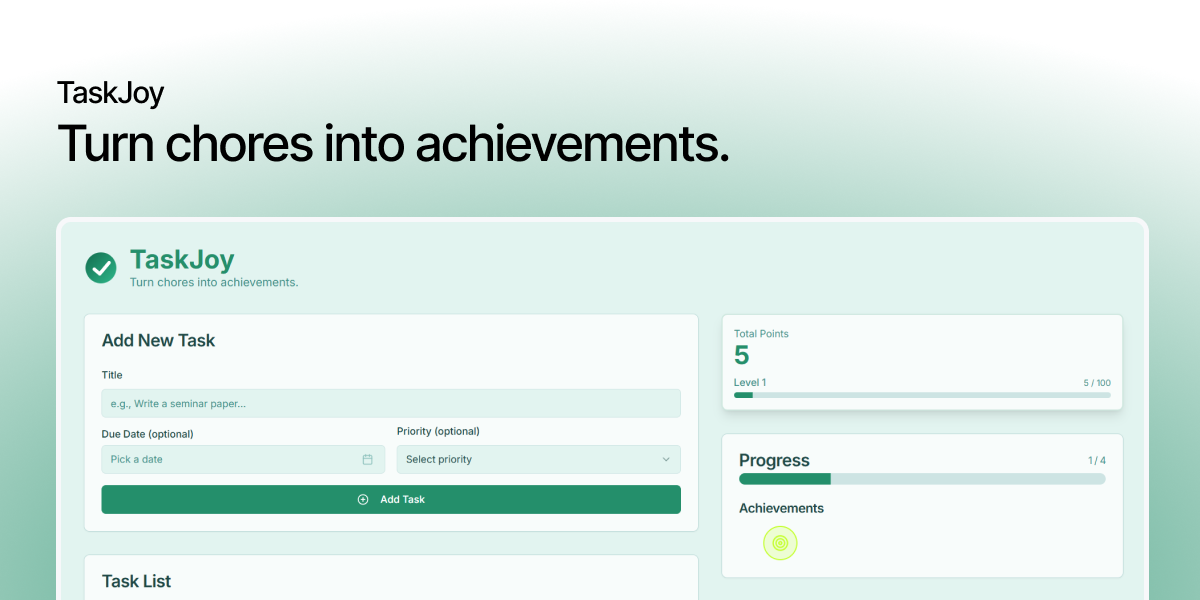 TaskJoy
Turn chores into achievements.
TaskJoy
Turn chores into achievements.
Add New Task
Title
e.g., Write a seminar paper...
Due Date (optional)
Priority (optional)
Pick a date
Select priority
Add Task
Task List
Total Points
5
Level 1
5 / 100
Progress
1 / 4
Achievements